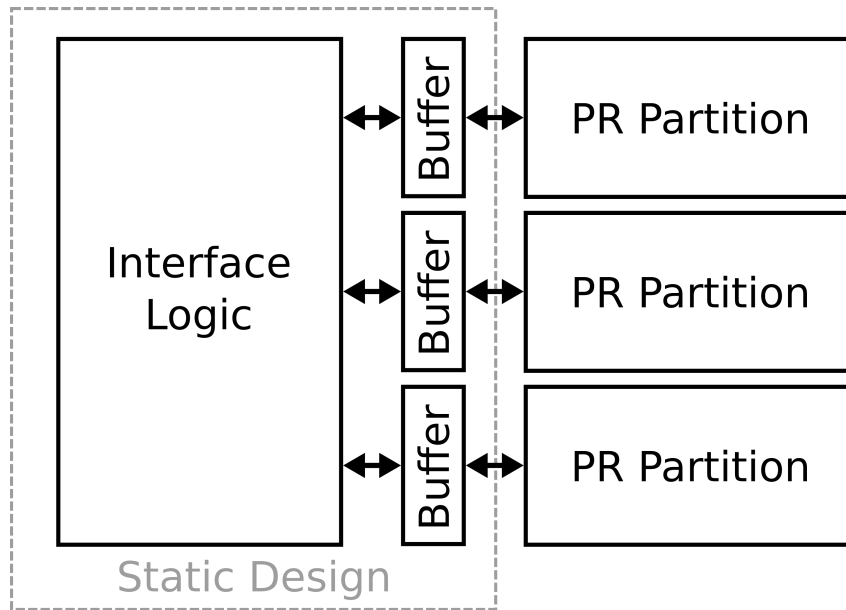 Interface
Logic
Buffer
PR Partition
Buffer
PR Partition
Buffer
PR Partition
Static Design